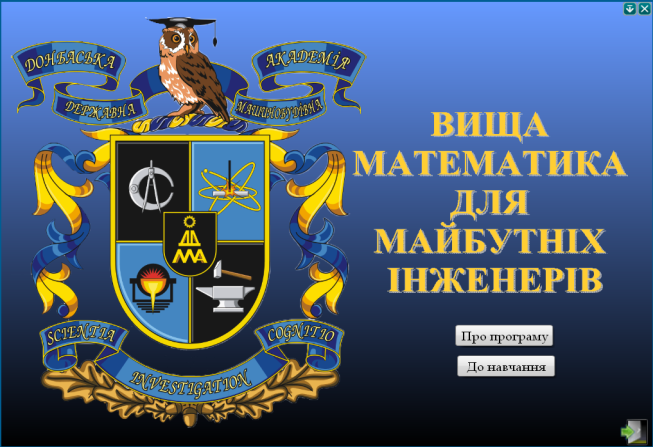 ДОНБАСЬКА
ДЕРЖАВНА
АКАДЕМІЯ
МАШИНОБУДІВНА
ДДМА
SCIENTIA
INVESTIGATION
COGNITIO
ВИЩА
МАТЕМАТИКА
ДЛЯ
МАЙБУТНІХ
ІНЖЕНЕРІВ
Про програму
До навчання